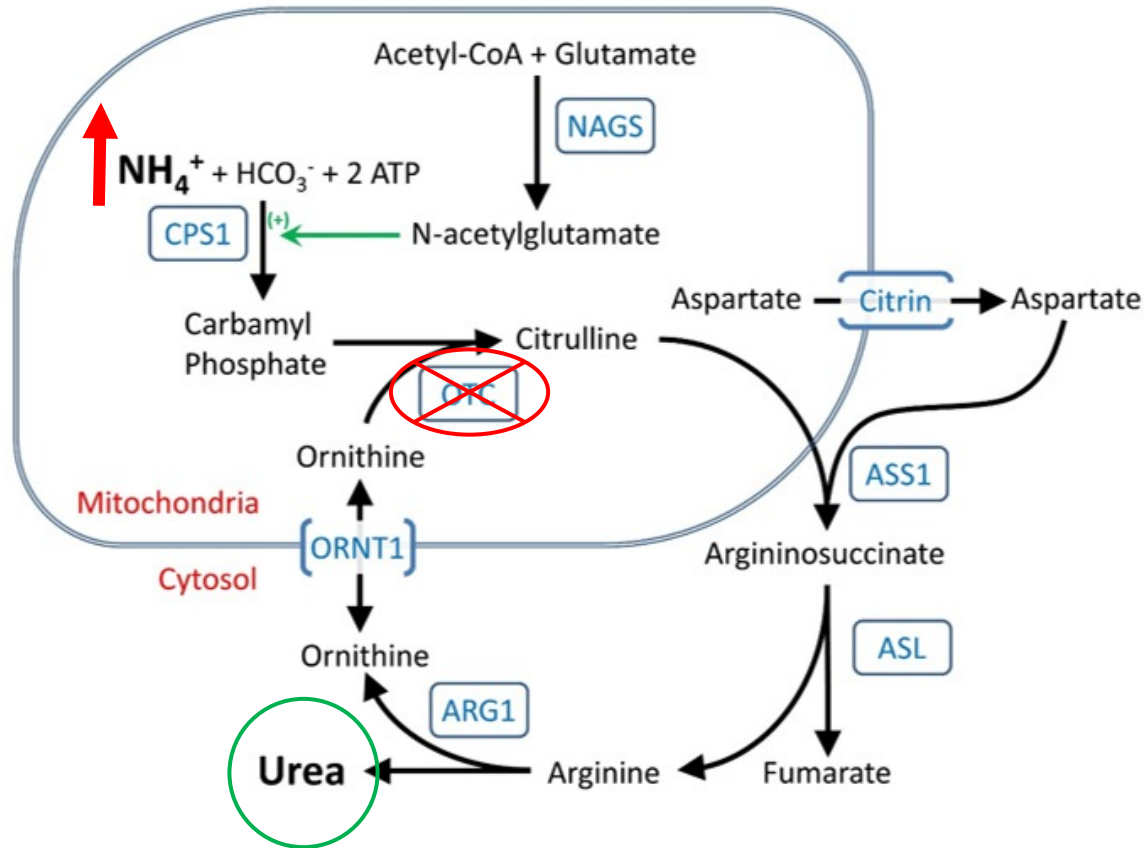 Acetyl-CoA + Glutamate
NAGS
NH₄⁺ + HCO₃⁻ + 2 ATP
CPS1
(+)
N-acetylglutamate
Aspartate
Citrin
Aspartate
Carbamyl
Phosphate
Citrulline
OTC
Ornithine
ASS1
Mitochondria
ORNT1
Argininosuccinate
Cytosol
Ornithine
ASL
ARG1
Urea
Arginine
Fumarate